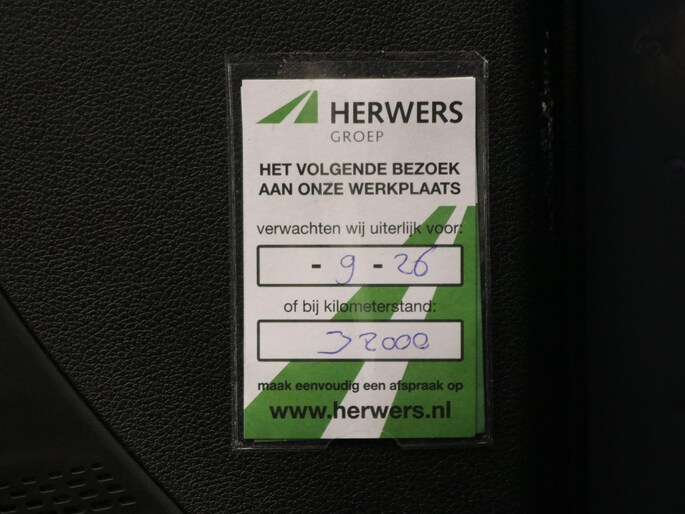 HERWERS
GROEP
HET VOLGENDE BEZOEK
AAN ONZE WERKPLAATS
verwachten wij uiterlijk voor:
- 9 - 26
of bij kilometerstand:
32000
maak eenvoudig een afspraak op
www.herwers.nl